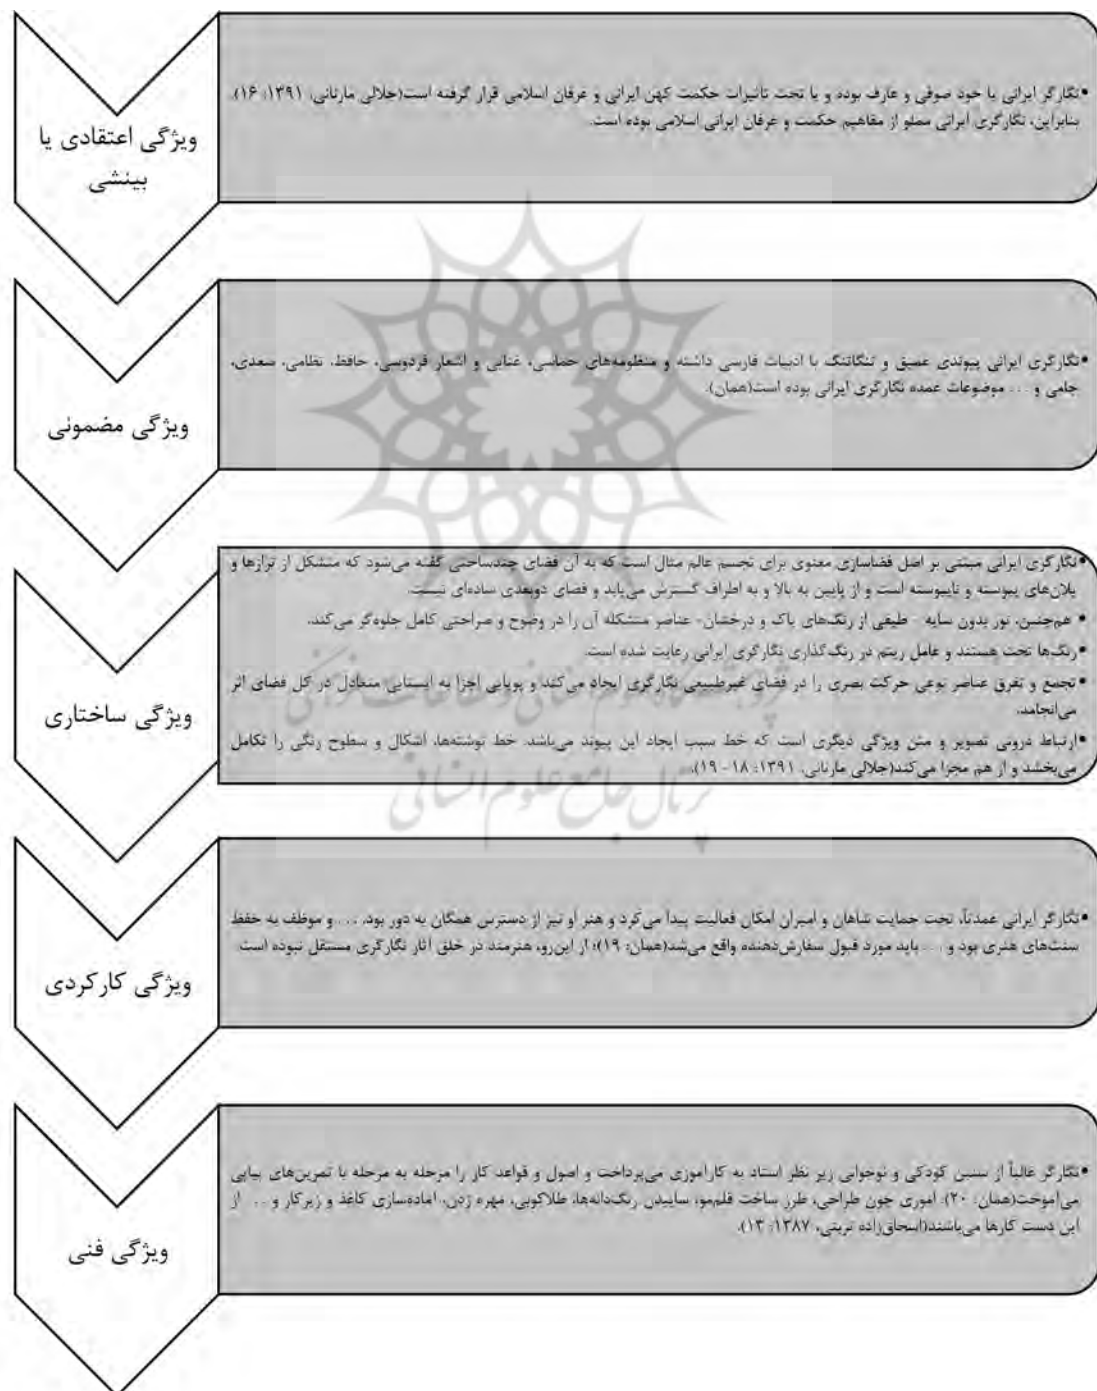 ویژگی اعتقادی یا
بینشی
•نگارگر ایرانی یا خود صوفی و عارف بوده و یا تحت تأثیرات حکمت کهن ایرانی و عرفان اسلامی قرار گرفته است(جلالی مارنانی، ۱۳۹۱: ۱۶).
بنابراین، نگارگری ایرانی مملو از مفاهیم حکمت و عرفان ایرانی اسلامی بوده است.
ویژگی مضمونی
•نگارگری ایرانی پیوندی عمیق و تنگاتنگ با ادبیات فارسی داشته و منظومه‌های حماسی، غنایی و اشعار فردوسی، حافظ، نظامی، سعدی،
جامی و ... موضوعات عمده نگارگری ایرانی بوده است(همان).
ویژگی ساختاری
•نگارگری ایرانی مبتنی بر اصل فضاسازی معنوی برای تجسم عالم مثال است که به آن فضای چندساحتی گفته می‌شود که متشکل از ترازها و
پلان‌های پیوسته و ناپیوسته است و از پایین به بالا و به اطراف گسترش می‌یابد و فضای دوبعدی ساده‌ای نیست.
• هم‌چنین، نور بدون سایه - طیفی از رنگ‌های پاک و درخشان- عناصر متشکله آن را در وضوح و صراحتی کامل جلوه‌گر می‌کند.
•رنگ‌ها تخت هستند و عامل ریتم در رنگ‌گذاری نگارگری ایرانی رعایت شده است.
•تجمع و تفرق عناصر نوعی حرکت بصری را در فضای غیرطبیعی نگارگری ایجاد می‌کند و پویایی اجزا به ایستایی متعادل در کل فضای اثر
می‌انجامد.
•ارتباط درونی تصویر و متن ویژگی دیگری است که خط سبب ایجاد این پیوند می‌باشد. خط نوشته‌ها، اشکال و سطوح رنگی را تکامل
می‌بخشد و از هم مجزا می‌کند(جلالی مارنانی، ۱۳۹۱: ۱۸- ۱۹).
پژوهشگاه علوم انسانی و مطالعات فرهنگی
پرتال جامع علوم انسانی
ویژگی کارکردی
•نگارگر ایرانی عمدتاً، تحت حمایت شاهان و امیران امکان فعالیت پیدا می‌کرد و هنر او نیز از دسترس همگان به دور بود. ... و موظف به حفظ
سنت‌های هنری بود و ... باید مورد قبول سفارش‌دهنده واقع می‌شد(همان: ۱۹)؛ از این‌رو، هنرمند در خلق آثار نگارگری مستقل نبوده است
ویژگی فنی
•نگارگر غالباً از سنین کودکی و نوجوانی زیر نظر استاد به کارآموزی می‌پرداخت و اصول و قواعد کار را مرحله به مرحله با تمرین‌های پیاپی
می‌آموخت(همان: ۲۰). اموری چون طراحی، طرز ساخت قلم‌مو، ساییدن رنگ‌دانه‌ها، طلاکوبی، مهره زدن، آماده‌سازی کاغذ و زیرکار و ... از
این دست کارها می‌باشند(اسحاق‌زاده تربتی، ۱۳۸۷: ۱۳).